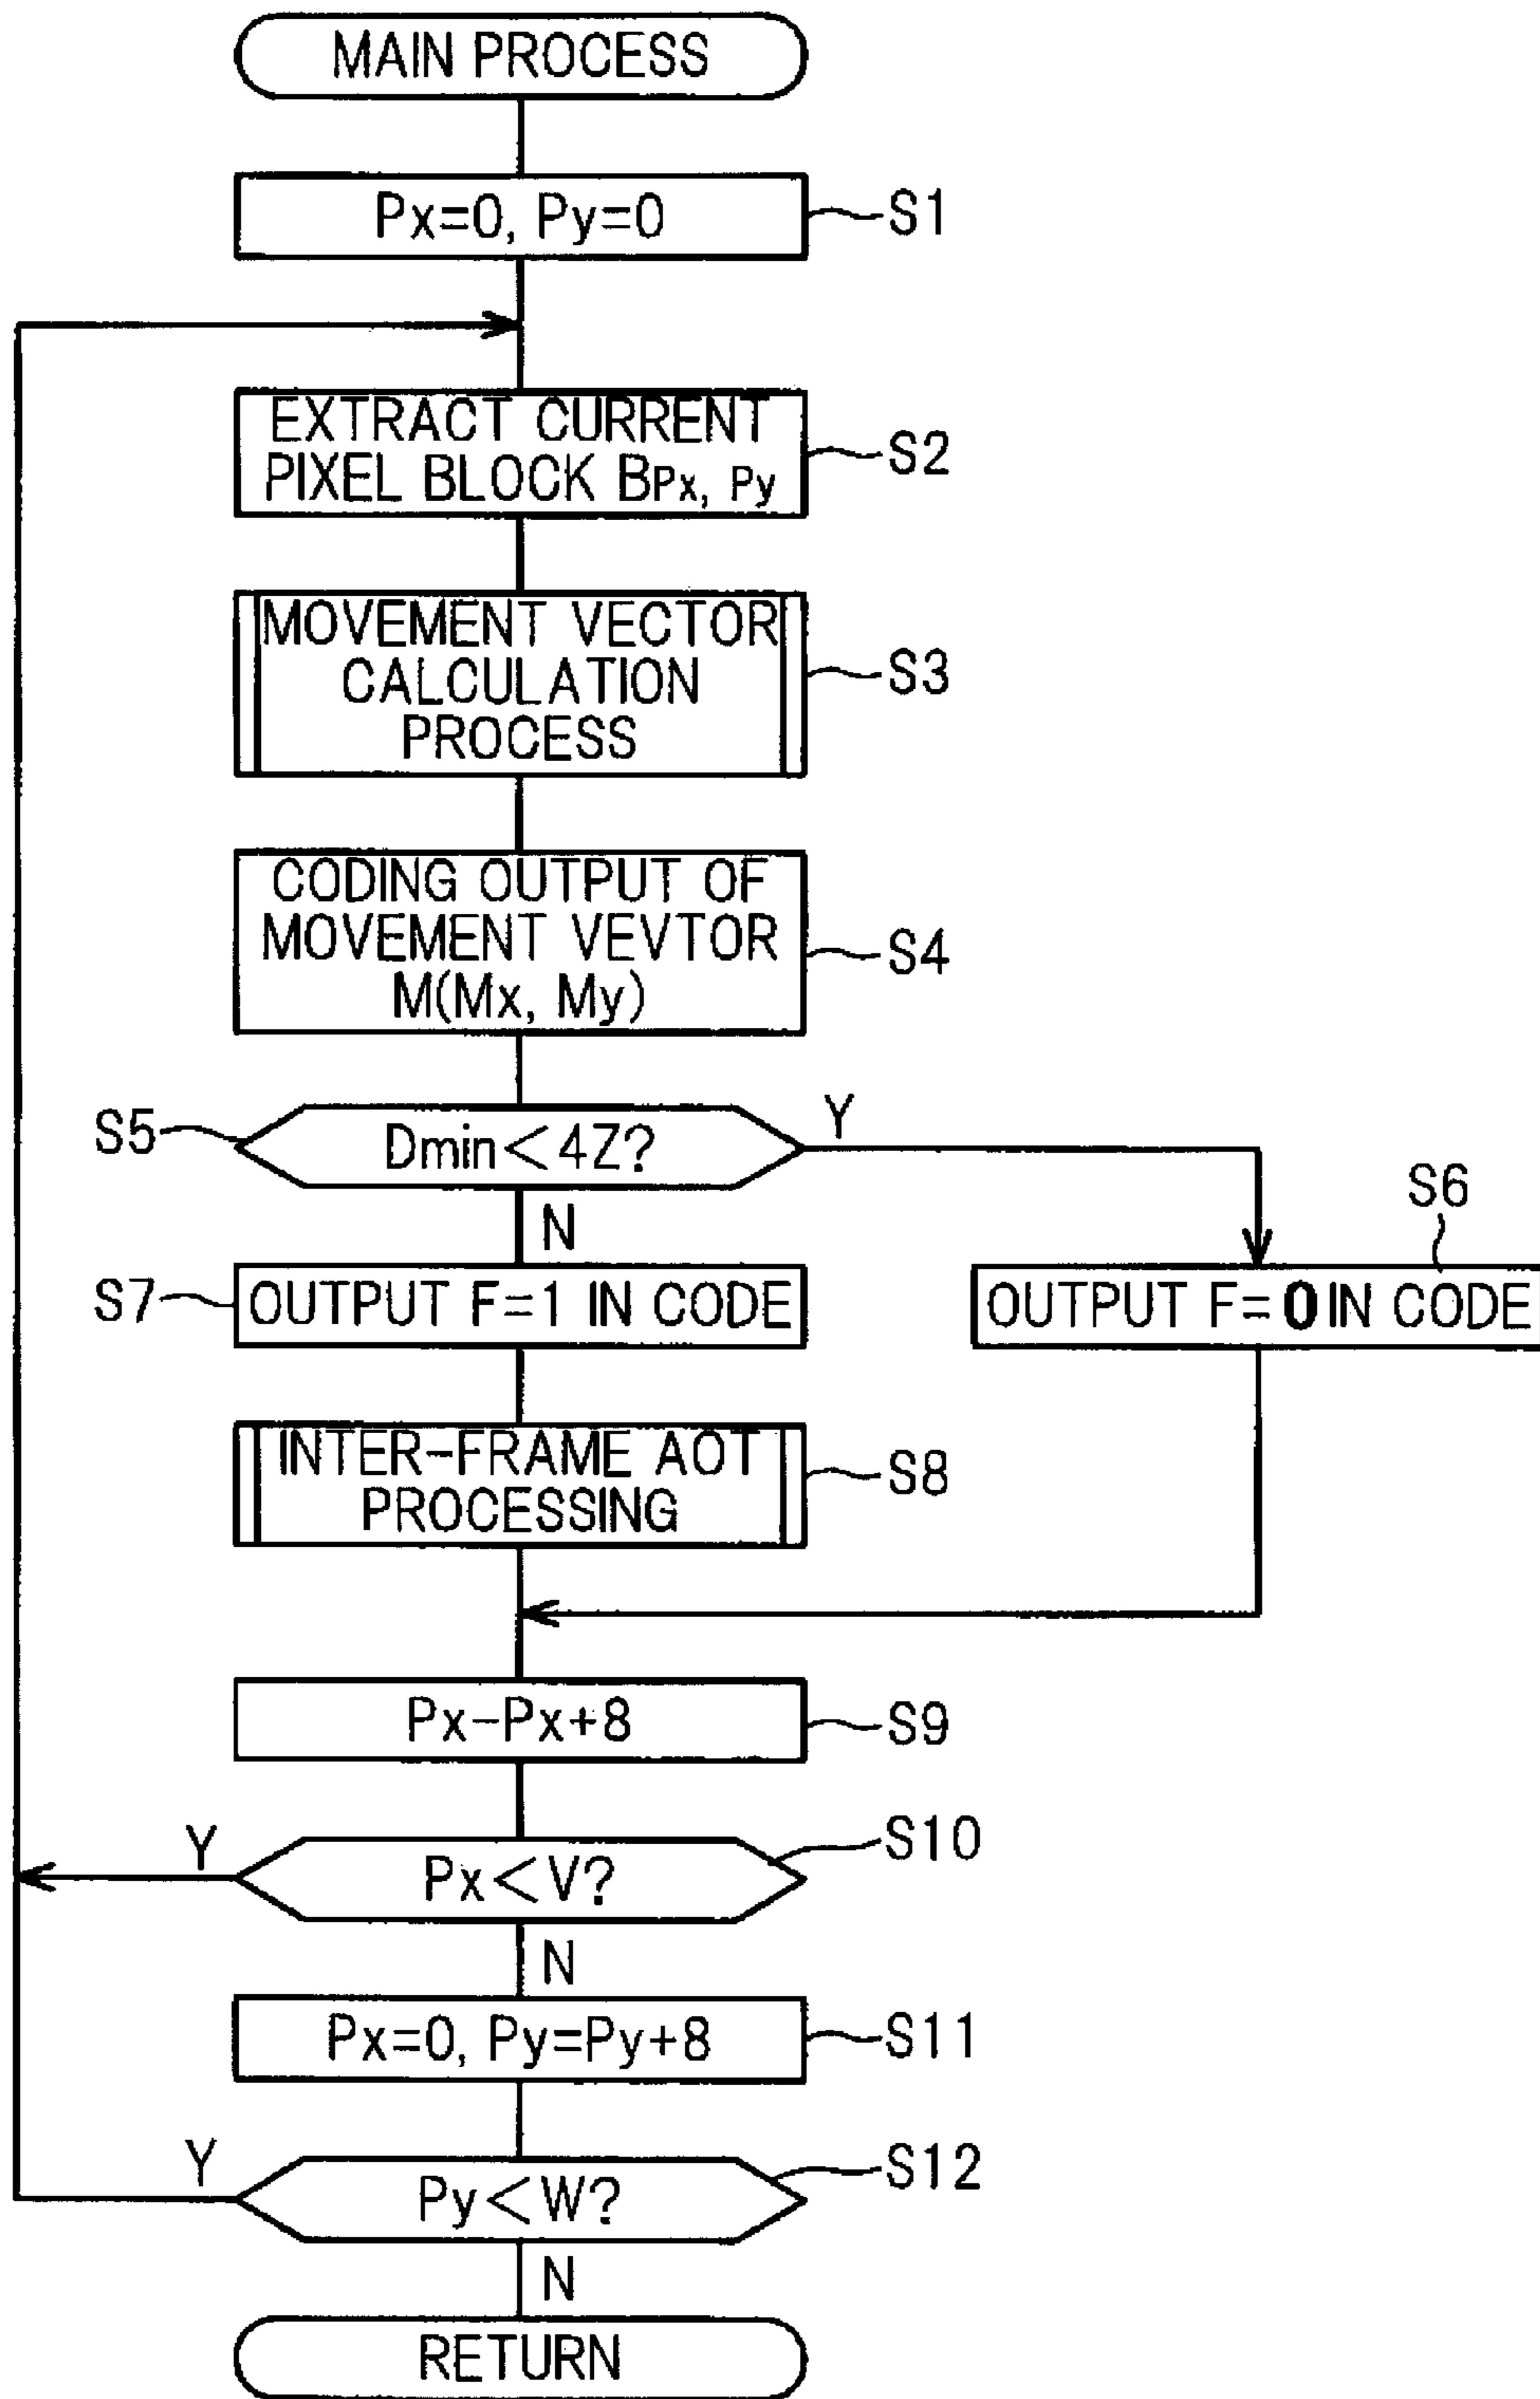 MAIN PROCESS
Px=0, Py=0
S1
EXTRACT CURRENT
PIXEL BLOCK BPx, Py
S2
MOVEMENT VECTOR
CALCULATION
PROCESS
S3
CODING OUTPUT OF
MOVEMENT VEVTOR
M(Mx, My)
S4
S5
Dmin<4Z?
Y
N
S6
S7
OUTPUT F=1 IN CODE
OUTPUT F=0 IN CODE
INTER-FRAME AOT
PROCESSING
S8
Px-Px+8
S9
Y
Px<V?
S10
N
Px=0, Py=Py+8
S11
Y
Py<W?
S12
N
RETURN